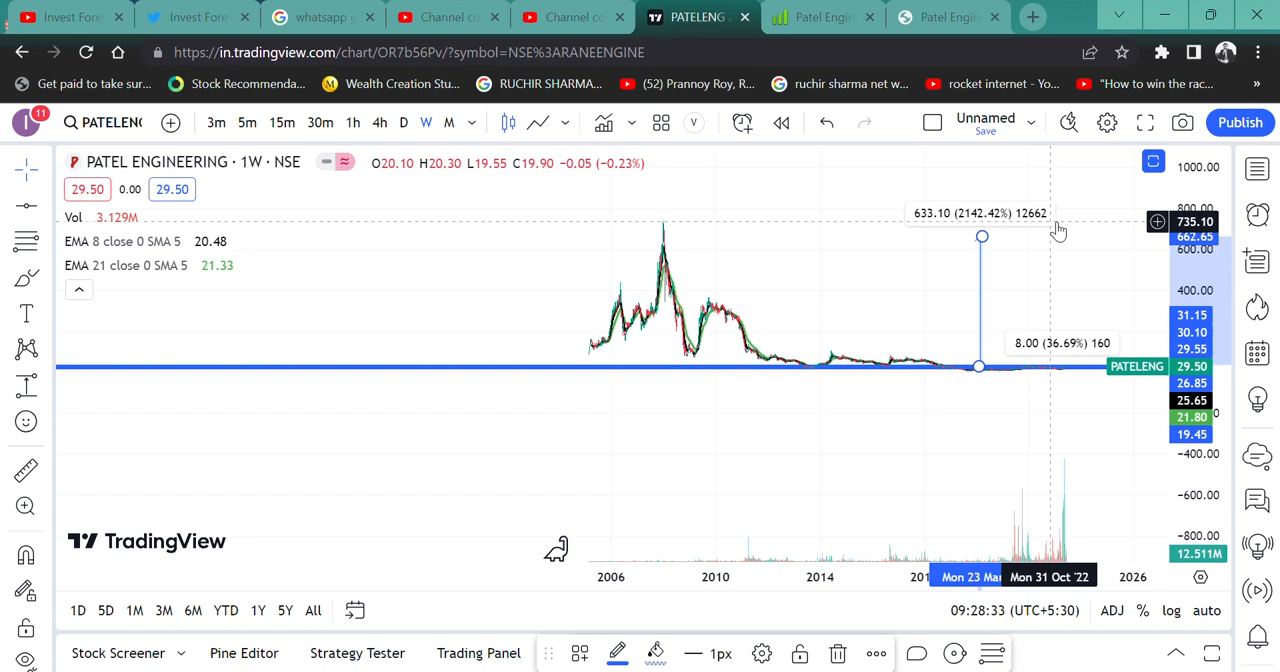 Invest Fore
Invest Fore
whatsapp g
Channel co
Channel co
PATELENG
Patel Engin
Patel Engin
https://in.tradingview.com/chart/OR7b56Pv/?symbol=NSE%3ARANEENGINE
Get paid to take sur...
Stock Recommenda...
Wealth Creation Stu...
RUCHIR SHARMA...
(52) Prannoy Roy, R...
ruchir sharma net w...
rocket internet - Yo...
"How to win the rac...
»
I 11 PATELENG 3m 5m 15m 30m 1h 4h D W M V Unnamed Save Publish
P PATEL ENGINEERING · 1W · NSE O20.10 H20.30 L19.55 C19.90 -0.05 (-0.23%)
29.50 0.00 29.50
Vol 3.129M
EMA 8 close 0 SMA 5 20.48
EMA 21 close 0 SMA 5 21.33
633.10 (2142.42%) 12662
8.00 (36.69%) 160
1000.00
800.00
735.10
662.65
600.00
400.00
31.15
30.10
29.55
PATELENG 29.50
26.85
25.65
21.80
19.45
-400.00
-600.00
-800.00
12.511M
TradingView
2006 2010 2014 Mon 23 Mar Mon 31 Oct '22 2026
1D 5D 1M 3M 6M YTD 1Y 5Y All 09:28:33 (UTC+5:30) ADJ % log auto
Stock Screener Pine Editor Strategy Tester Trading Panel 1px